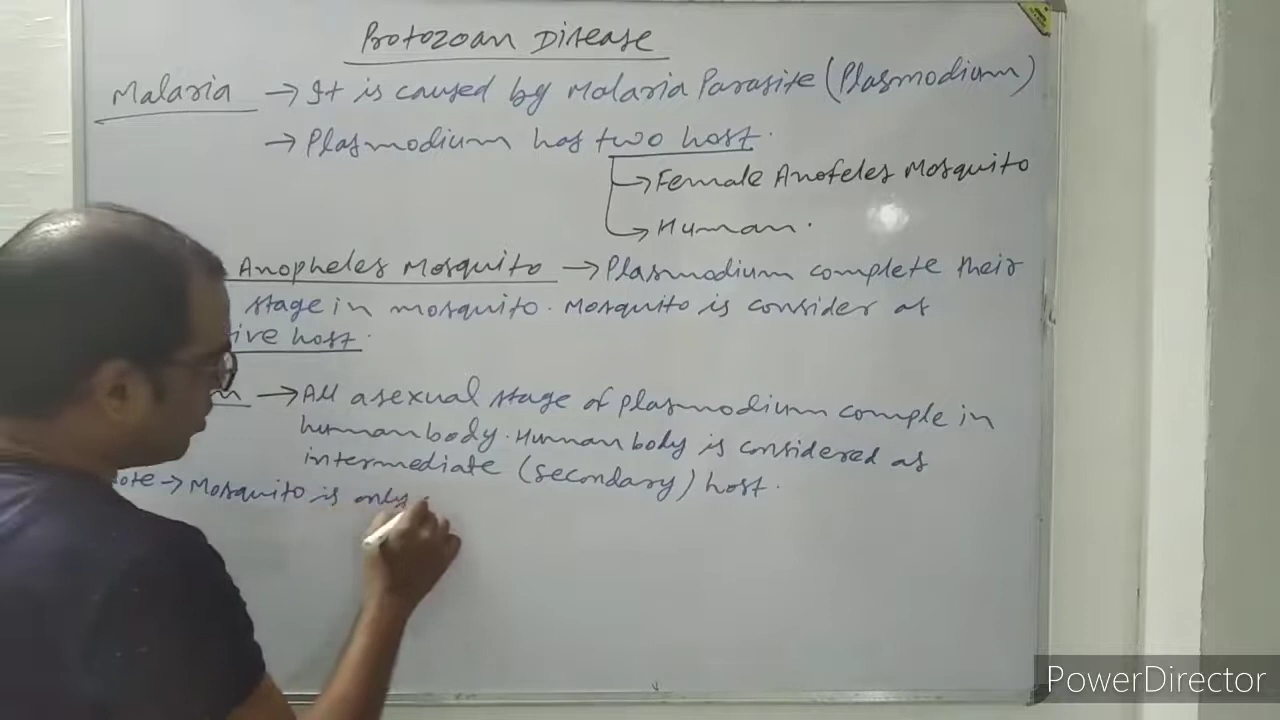 Protozoan Disease
Malaria → It is caused by Malaria Parasite (Plasmodium)
→ Plasmodium has two host.
→ Female Anofeles Mosquito
→ Human.
Anopheles Mosquito → Plasmodium complete their
stage in mosquito. Mosquito is consider as
ive host.
→ All asexual stage of plasmodium comple in
human body. Human body is considered as
intermediate (secondary) host.
ote → Mosquito is only
PowerDirector